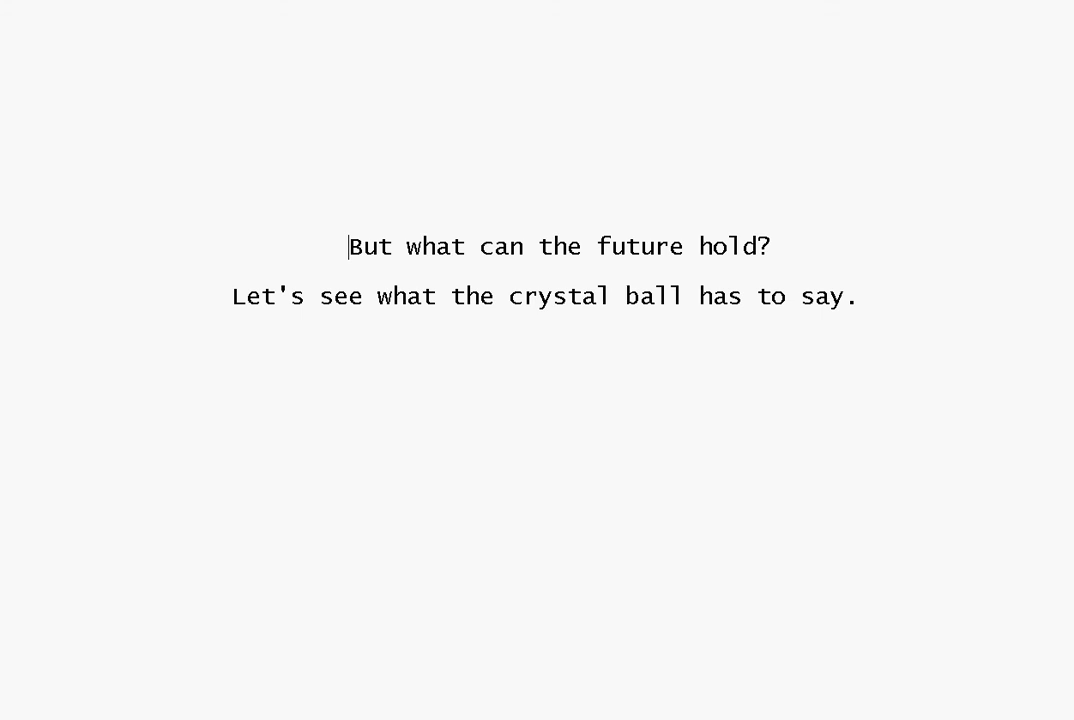 But what can the future hold?
Let's see what the crystal ball has to say.